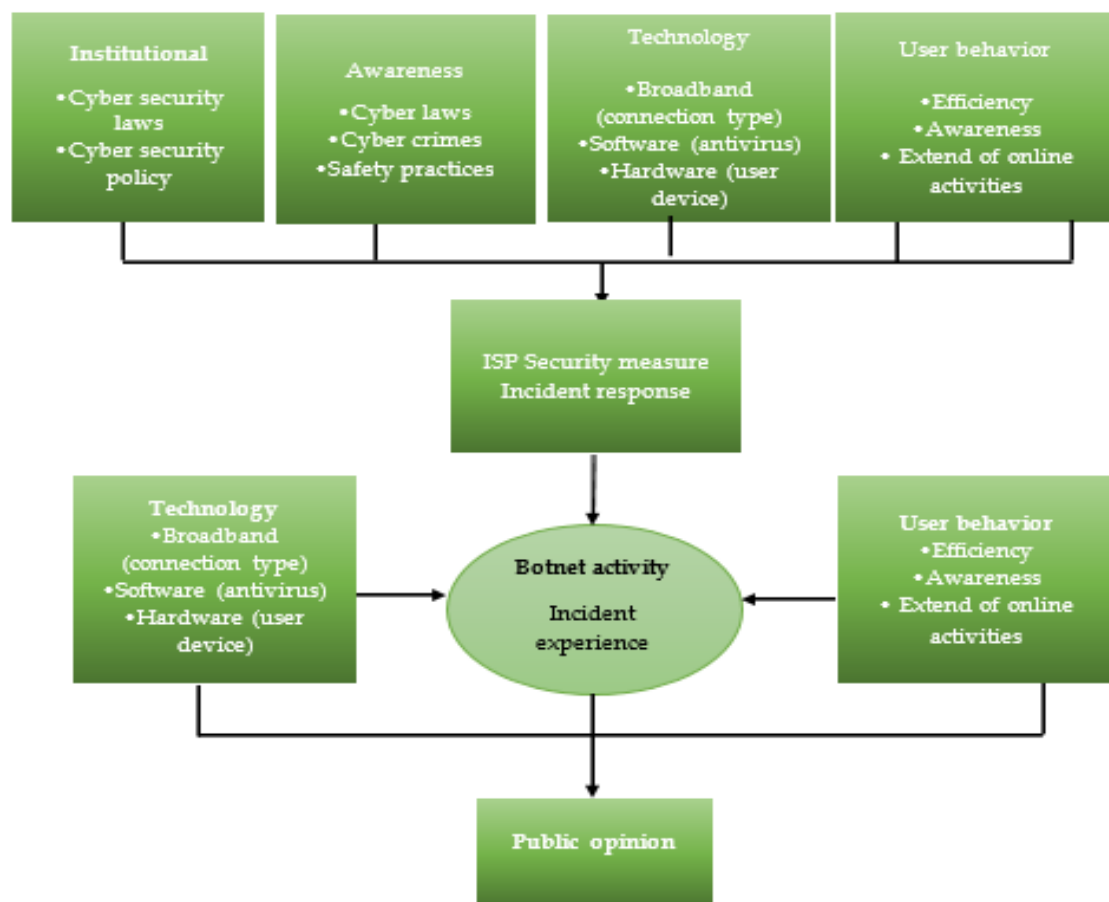 Institutional
•Cyber security
laws
•Cyber security
policy
Awareness
•Cyber laws
•Cyber crimes
•Safety practices
Technology
•Broadband
(connection type)
•Software (antivirus)
•Hardware (user
device)
User behavior
•Efficiency
•Awareness
• Extend of online
activities
ISP Security measure
Incident response
Technology
•Broadband
(connection type)
•Software (antivirus)
•Hardware (user
device)
Botnet activity
Incident
experience
User behavior
•Efficiency
•Awareness
• Extend of online
activities
Public opinion